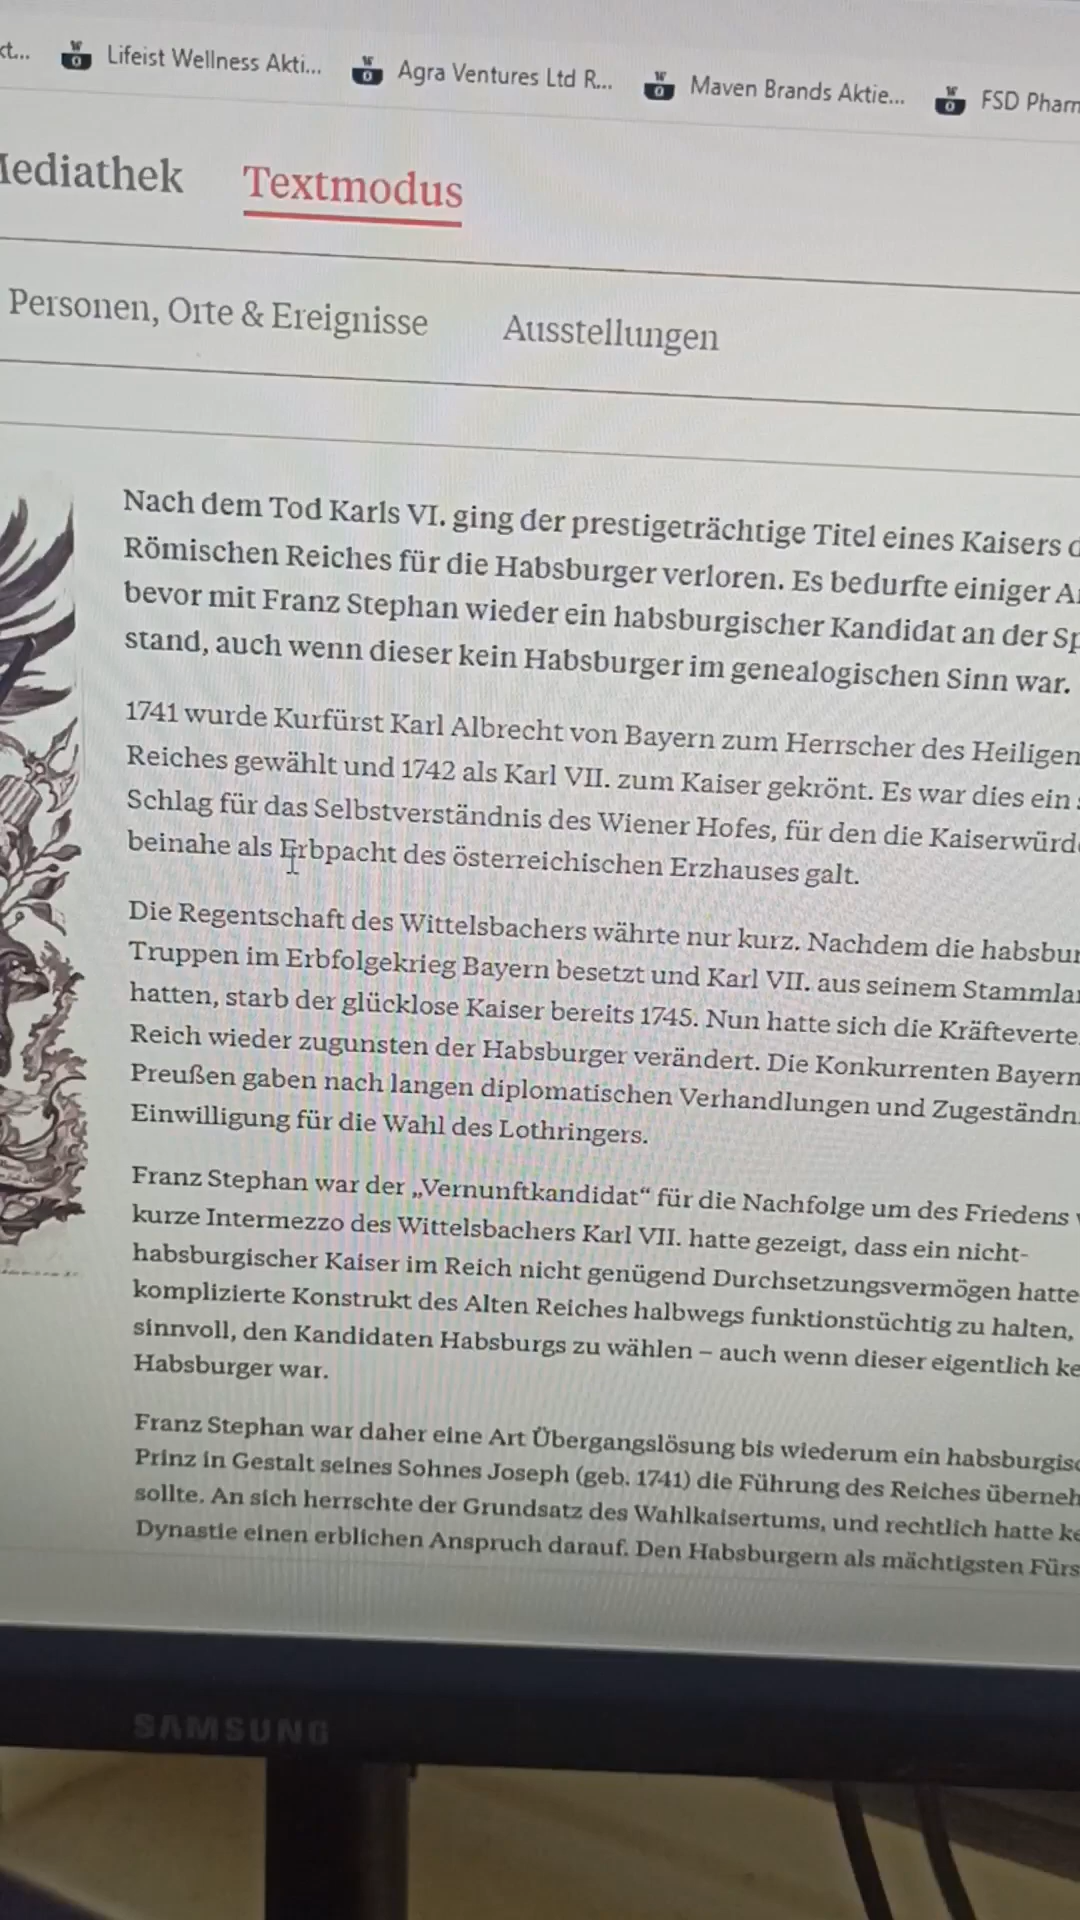 Lifeist Wellness Akti... Agra Ventures Ltd R... Maven Brands Aktie... FSD Pharm
Mediathek Textmodus
Personen, Orte & Ereignisse Ausstellungen
Nach dem Tod Karls VI. ging der prestigeträchtige Titel eines Kaisers
Römischen Reiches für die Habsburger verloren. Es bedurfte einiger
bevor mit Franz Stephan wieder ein habsburgischer Kandidat an der
stand, auch wenn dieser kein Habsburger im genealogischen Sinn war.
1741 wurde Kurfürst Karl Albrecht von Bayern zum Herrscher des Heiligen
Reiches gewählt und 1742 als Karl VII. zum Kaiser gekrönt. Es war dies ein
Schlag für das Selbstverständnis des Wiener Hofes, für den die Kaiserwürd
beinahe als Erbpacht des österreichischen Erzhauses galt.
Die Regentschaft des Wittelsbachers währte nur kurz. Nachdem die habsbur
Truppen im Erbfolgekrieg Bayern besetzt und Karl VII. aus seinem Stammla
hatten, starb der glücklose Kaiser bereits 1745. Nun hatte sich die Kräfteverte
Reich wieder zugunsten der Habsburger verändert. Die Konkurrenten Bayern
Preußen gaben nach langen diplomatischen Verhandlungen und Zugeständn
Einwilligung für die Wahl des Lothringers.
Franz Stephan war der „Vernunftkandidat“ für die Nachfolge um des Friedens
kurze Intermezzo des Wittelsbachers Karl VII. hatte gezeigt, dass ein nicht-
habsburgischer Kaiser im Reich nicht genügend Durchsetzungsvermögen hatte
komplizierte Konstrukt des Alten Reiches halbwegs funktionstüchtig zu halten,
sinnvoll, den Kandidaten Habsburgs zu wählen – auch wenn dieser eigentlich ke
Habsburger war.
Franz Stephan war daher eine Art Übergangslösung bis wiederum ein habsburgisc
Prinz in Gestalt seines Sohnes Joseph (geb. 1741) die Führung des Reiches überneh
sollte. An sich herrschte der Grundsatz des Wahlkaisertums, und rechtlich hatte ke
Dynastie einen erblichen Anspruch darauf. Den Habsburgern als mächtigsten Fürs
SAMSUNG